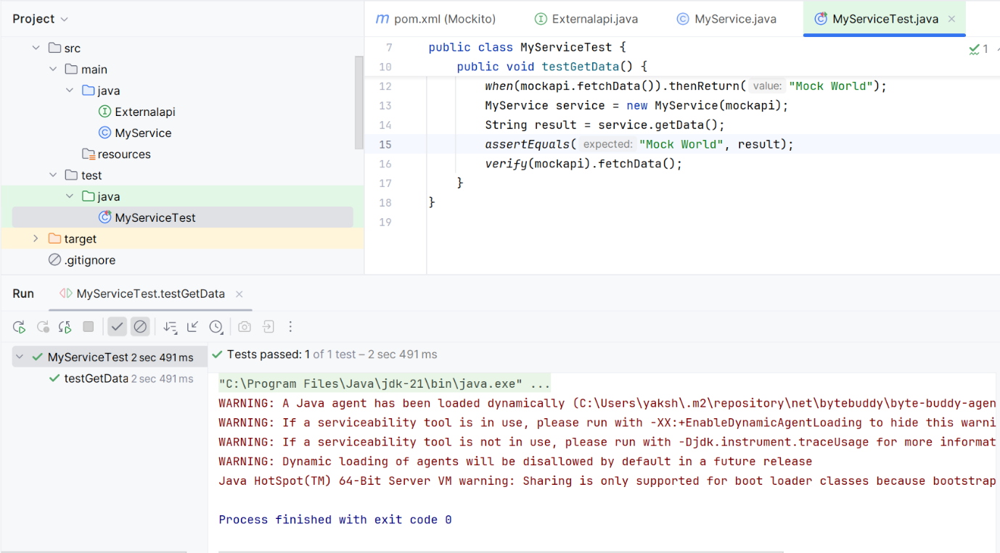 Project
pom.xml (Mockito)
Externalapi.java
MyService.java
MyServiceTest.java
src
main
java
Externalapi
MyService
resources
test
java
MyServiceTest
target
.gitignore
7 public class MyServiceTest {
1
10 public void testGetData() {
12 when(mockapi.fetchData()).thenReturn( value: "Mock World");
13 MyService service = new MyService(mockapi);
14 String result = service.getData();
15 assertEquals( expected: "Mock World", result);
16 verify(mockapi).fetchData();
17 }
18 }
19
Run MyServiceTest.testGetData
MyServiceTest 2 sec 491 ms
testGetData 2 sec 491 ms
Tests passed: 1 of 1 test – 2 sec 491 ms
"C:\Program Files\Java\jdk-21\bin\java.exe" ...
WARNING: A Java agent has been loaded dynamically (C:\Users\yaksh\.m2\repository\net\bytebuddy\byte-buddy-agen
WARNING: If a serviceability tool is in use, please run with -XX:+EnableDynamicAgentLoading to hide this warni
WARNING: If a serviceability tool is not in use, please run with -Djdk.instrument.traceUsage for more informat
WARNING: Dynamic loading of agents will be disallowed by default in a future release
Java HotSpot(TM) 64-Bit Server VM warning: Sharing is only supported for boot loader classes because bootstrap
Process finished with exit code 0